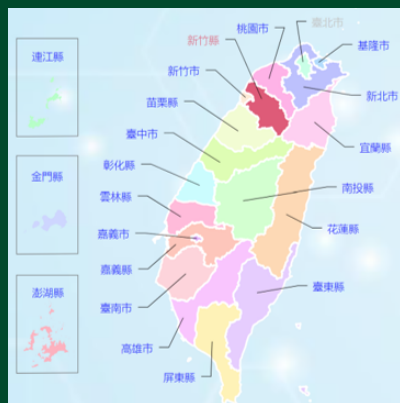 臺北市
桃園市
新竹縣
基隆市
連江縣
新竹市
新北市
苗栗縣
臺中市
宜蘭縣
彰化縣
金門縣
南投縣
雲林縣
花蓮縣
嘉義市
嘉義縣
澎湖縣
臺東縣
臺南市
高雄市
屏東縣